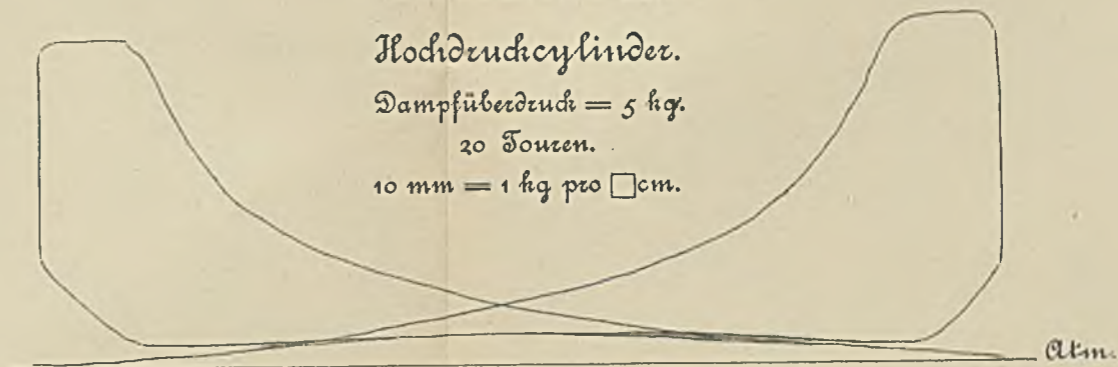 Hochdruckcylinder.
Dampfüberdruck = 5 kg.
20 Touren.
10 mm = 1 kg pro □cm.
Atm.